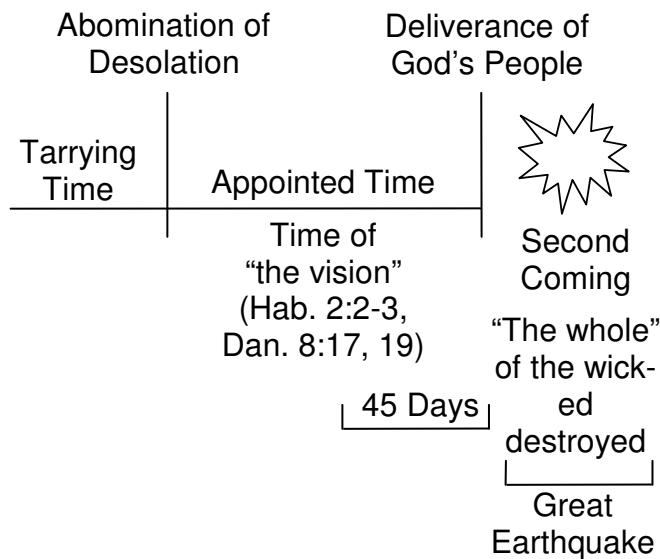 Abomination of
Desolation
Deliverance of
God's People
Tarrying
Time
Appointed Time
Time of
“the vision”
(Hab. 2:2-3,
Dan. 8:17, 19)
Second
Coming
“The whole”
of the wick-
ed
destroyed
45 Days
Great
Earthquake